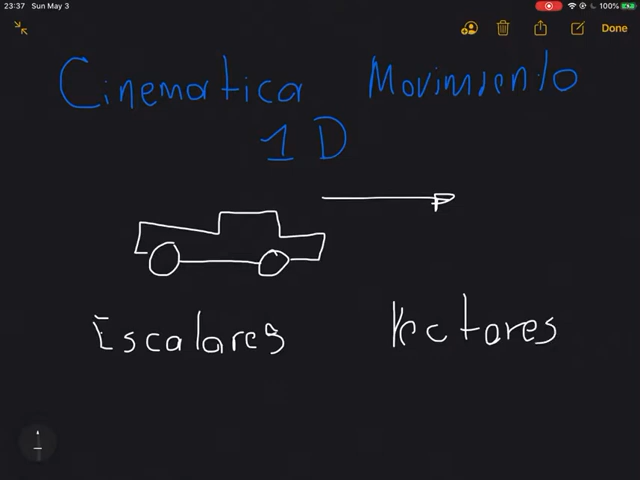 23:37 Sun May 3 100%
Done
Cinematica Movimiento
1 D
Escalares Vectores